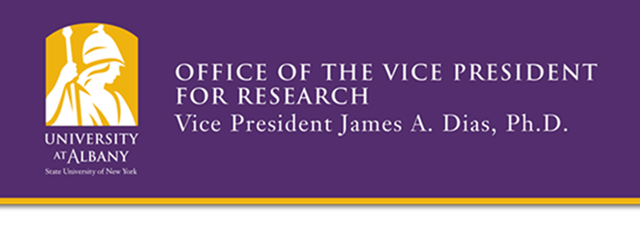 UNIVERSITY
AT ALBANY
State University of New York
OFFICE OF THE VICE PRESIDENT
FOR RESEARCH
Vice President James A. Dias, Ph.D.